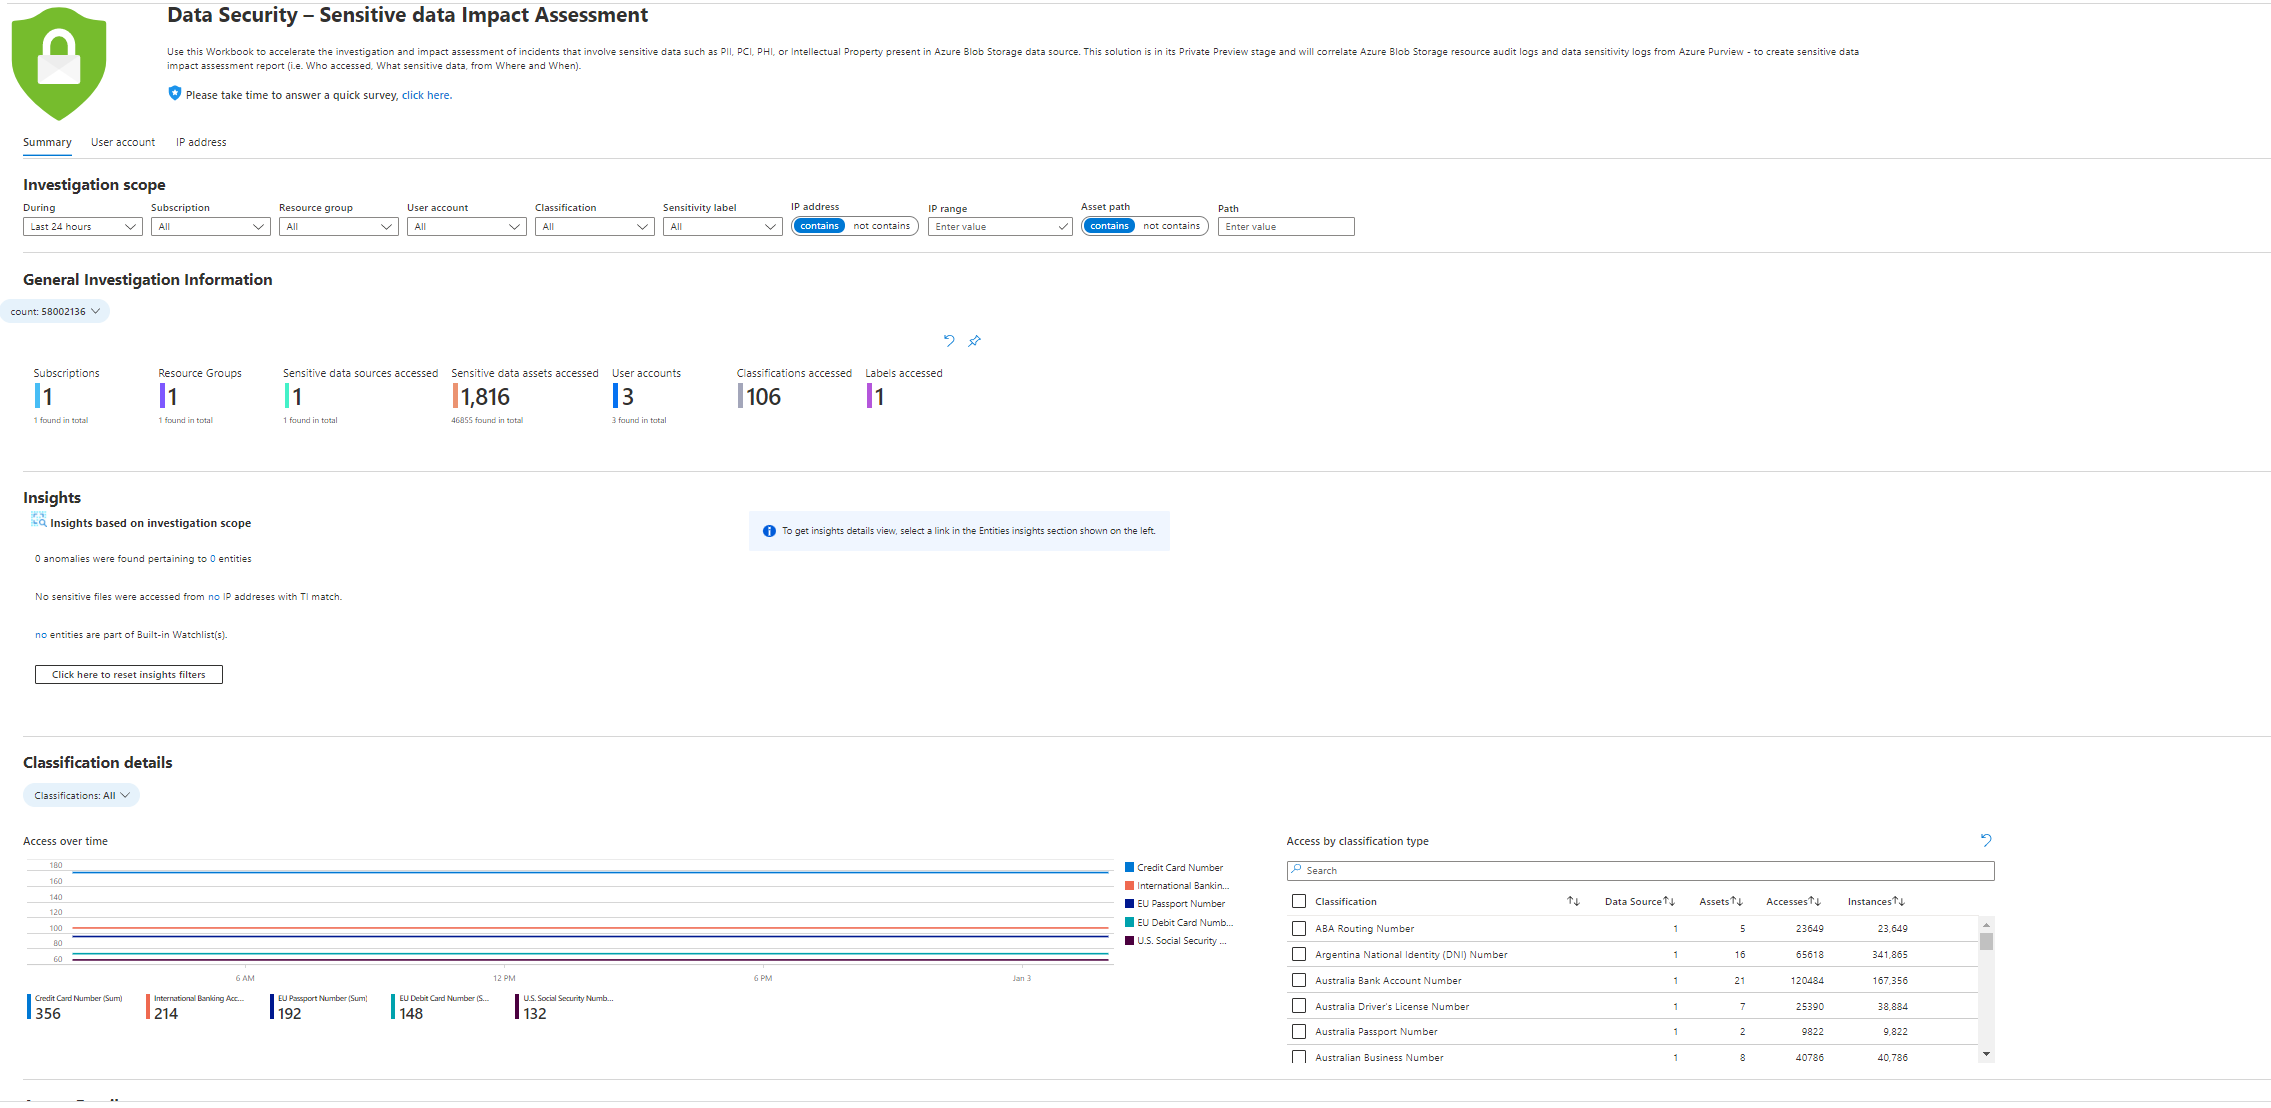 Data Security – Sensitive data Impact Assessment
Use this Workbook to accelerate the investigation and impact assessment of incidents that involve sensitive data such as PII, PCI, PHI, or Intellectual Property present in Azure Blob Storage data source. This solution is in its Private Preview stage and will correlate Azure Blob Storage resource audit logs and data sensitivity logs from Azure Purview - to create sensitive data
impact assessment report (i.e. Who accessed, What sensitive data, from Where and When).
Please take time to answer a quick survey, click here.
Summary User account IP address
Investigation scope
During Subscription Resource group User account Classification Sensitivity label IP address IP range Asset path Path
Last 24 hours All All All All All contains not contains Enter value contains not contains Enter value
General Investigation Information
count: 58002136
Subscriptions Resource Groups Sensitive data sources accessed Sensitive data assets accessed User accounts Classifications accessed Labels accessed
1 1 1 1,816 3 106 1
1 found in total 1 found in total 1 found in total 46855 found in total 3 found in total
Insights
Insights based on investigation scope
To get insights details view, select a link in the Entities insights section shown on the left.
0 anomalies were found pertaining to 0 entities
No sensitive files were accessed from no IP addreses with TI match.
no entities are part of Built-in Watchlist(s).
Click here to reset insights filters
Classification details
Classifications: All
Access over time
180
160
140
120
100
80
60
6 AM 12 PM 6 PM Jan 3
Credit Card Number
International Bankin...
EU Passport Number
EU Debit Card Numb...
U.S. Social Security ...
Credit Card Number (Sum) International Banking Acc... EU Passport Number (Sum) EU Debit Card Number (S... U.S. Social Security Numb...
356 214 192 148 132
Access by classification type
Search
Classification Data Source Assets Accesses Instances
ABA Routing Number 1 5 23649 23,649
Argentina National Identity (DNI) Number 1 16 65618 341,865
Australia Bank Account Number 1 21 120484 167,356
Australia Driver's License Number 1 7 25390 38,884
Australia Passport Number 1 2 9822 9,822
Australian Business Number 1 8 40786 40,786